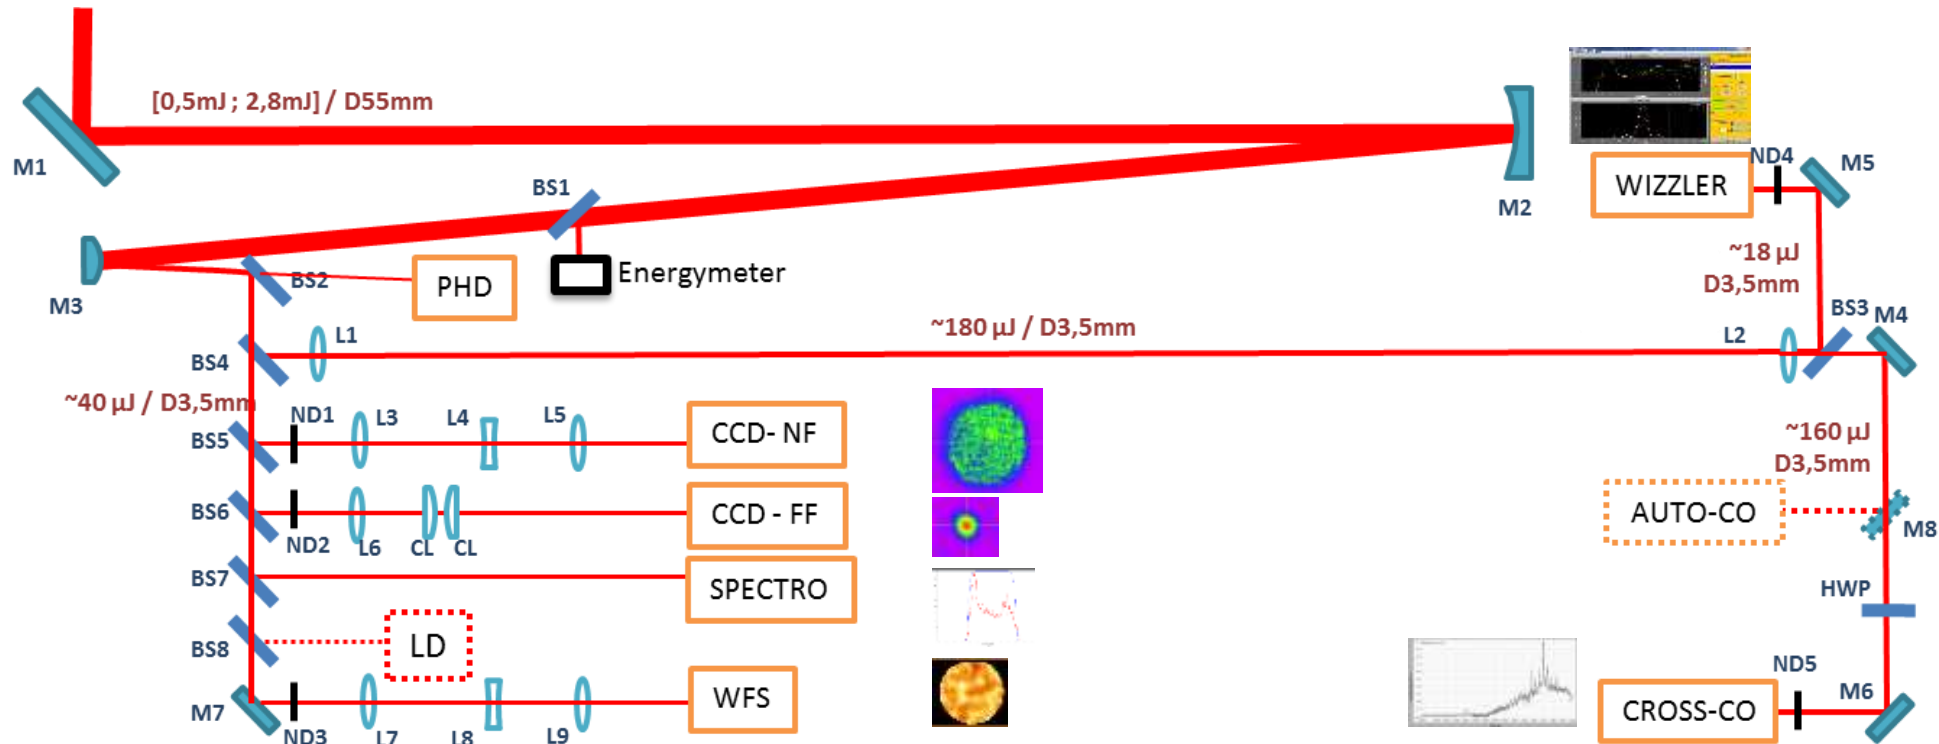 [0,5mJ ; 2,8mJ] / D55mm
M1
BS1
M2
ND4
M5
WIZZLER
M3
BS2
PHD
Energymeter
~18 µJ
D3,5mm
BS3
M4
L1
~180 µJ / D3,5mm
L2
BS4
~40 µJ / D3,5mm
ND1
L3
L4
L5
BS5
CCD- NF
~160 µJ
D3,5mm
BS6
ND2
L6
CL
CL
CCD - FF
AUTO-CO
M8
BS7
SPECTRO
HWP
BS8
LD
M7
ND3
L7
L8
L9
WFS
ND5
M6
CROSS-CO